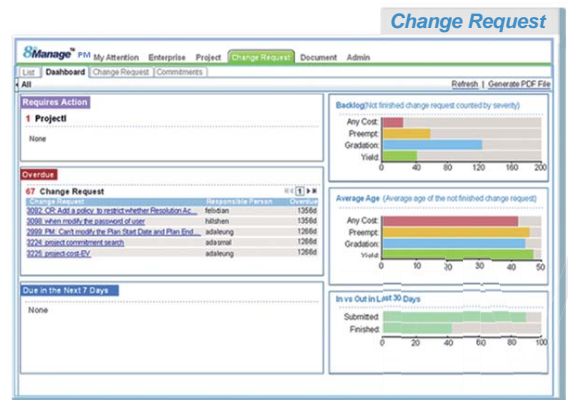 Change Request
8Manage™ PM My Attention Enterprise Project Change Request Document Admin
List Dashboard Change Request Commitments
All Refresh | Generate PDF File
Requires Action
1 Projectl
None
Overdue
67 Change Request 1
Change Request Responsible Person Overdue
3092 CR: Add a policy to restrict whether Resolution Ac... felixdian 1356d
3098 when modify the password of user hillshen 1356d
2999 PM: Can't modify the Plan Start Date and Plan End ... adaleung 1266d
3224 project commitment search adasmal 1266d
3225 project-cost-EV adaleung 1266d
Due in the Next 7 Days
None
Backlog(Not finished change request counted by severity)
Any Cost:
Preempt:
Gradation:
Yield:
0 40 80 120 160 200
Average Age (Average age of the not finished change request)
Any Cost:
Preempt:
Gradation:
Yield:
0 10 20 30 40 50
In vs Out in Last 30 Days
Submitted:
Finished:
0 20 40 60 80 100